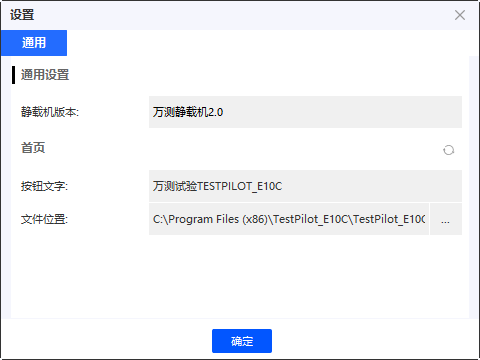 设置
通用
通用设置
静载机版本: 万测静载机2.0
首页
按钮文字: 万测试验TESTPILOT_E10C
文件位置: C:\Program Files (x86)\TestPilot_E10C\TestPilot_E10C ...
确定